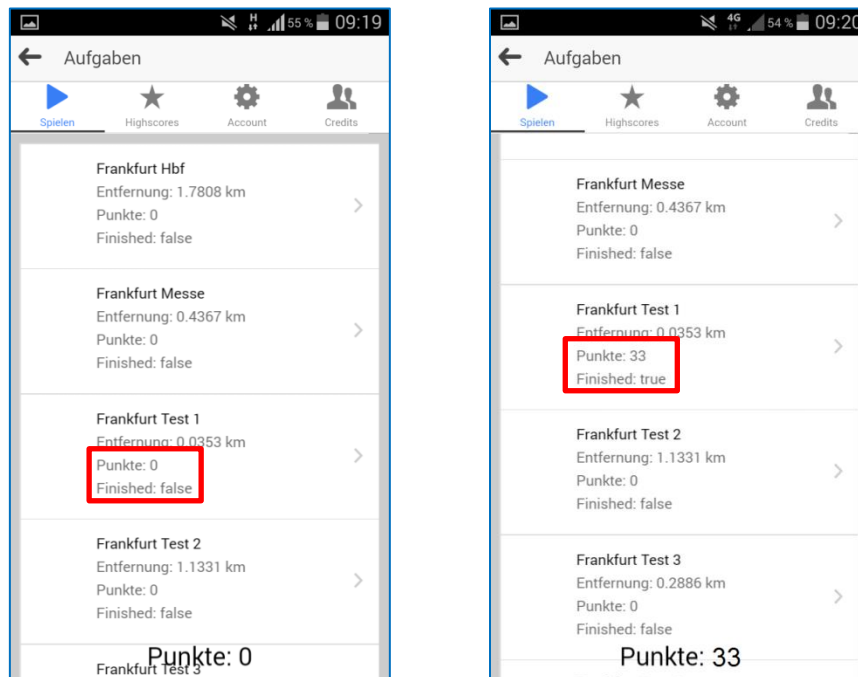 H 55 % 09:19
Aufgaben
Spielen Highscores Account Credits
Frankfurt Hbf
Entfernung: 1.7808 km
Punkte: 0
Finished: false
Frankfurt Messe
Entfernung: 0.4367 km
Punkte: 0
Finished: false
Frankfurt Test 1
Entfernung: 0.0353 km
Punkte: 0
Finished: false
Frankfurt Test 2
Entfernung: 1.1331 km
Punkte: 0
Finished: false
Frankfurt Test 3
Punkte: 0
4G 54 % 09:20
Aufgaben
Spielen Highscores Account Credits
Frankfurt Messe
Entfernung: 0.4367 km
Punkte: 0
Finished: false
Frankfurt Test 1
Entfernung: 0.0353 km
Punkte: 33
Finished: true
Frankfurt Test 2
Entfernung: 1.1331 km
Punkte: 0
Finished: false
Frankfurt Test 3
Entfernung: 0.2886 km
Punkte: 0
Finished: false
Punkte: 33